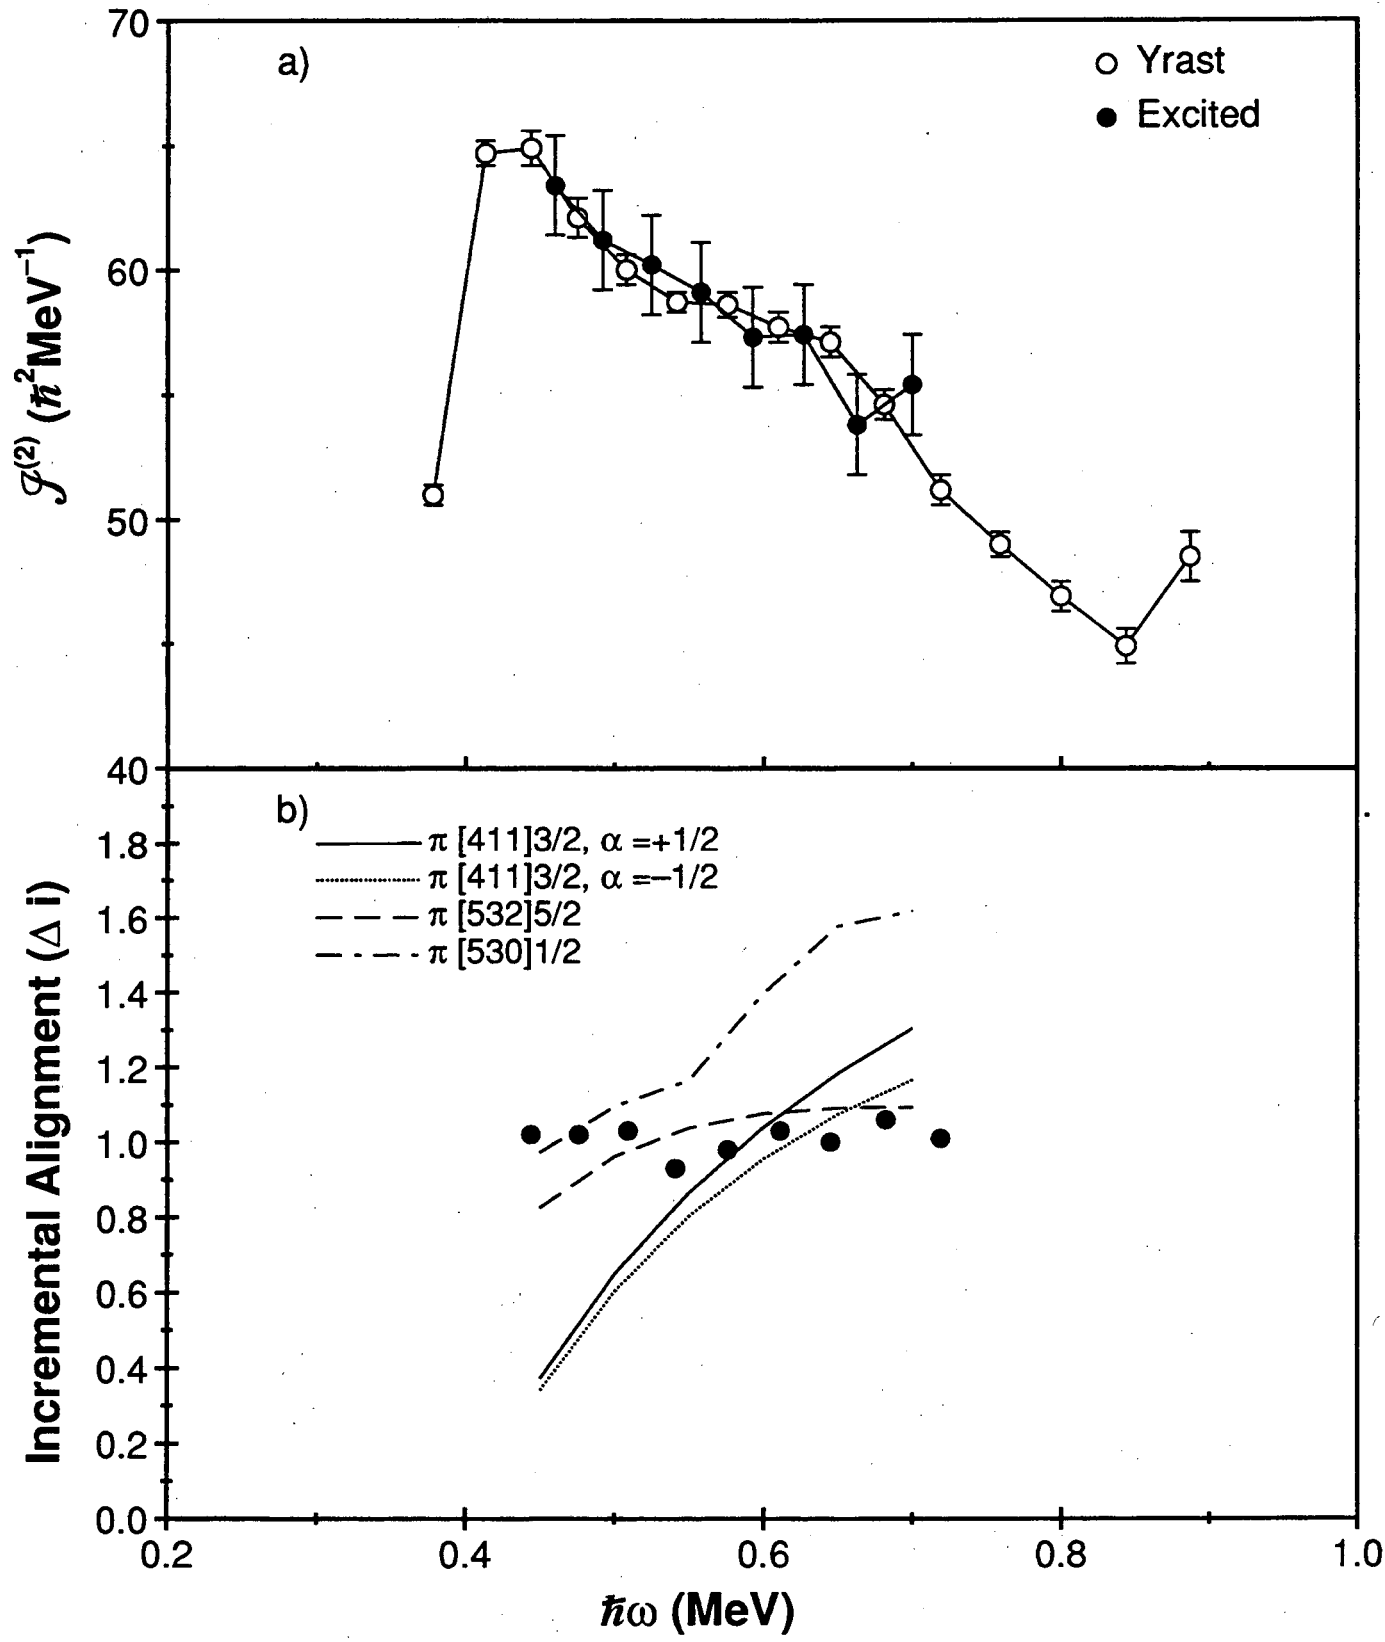 70
a)
○ Yrast
● Excited
60
50
40
𝒥(2) (ℏ2MeV−1)
b)
π [411]3/2, α =+1/2
π [411]3/2, α =−1/2
π [532]5/2
π [530]1/2
1.8
1.6
1.4
1.2
1.0
0.8
0.6
0.4
0.2
0.0
Incremental Alignment (Δ i)
0.2 0.4 0.6 0.8 1.0
ℏω (MeV)